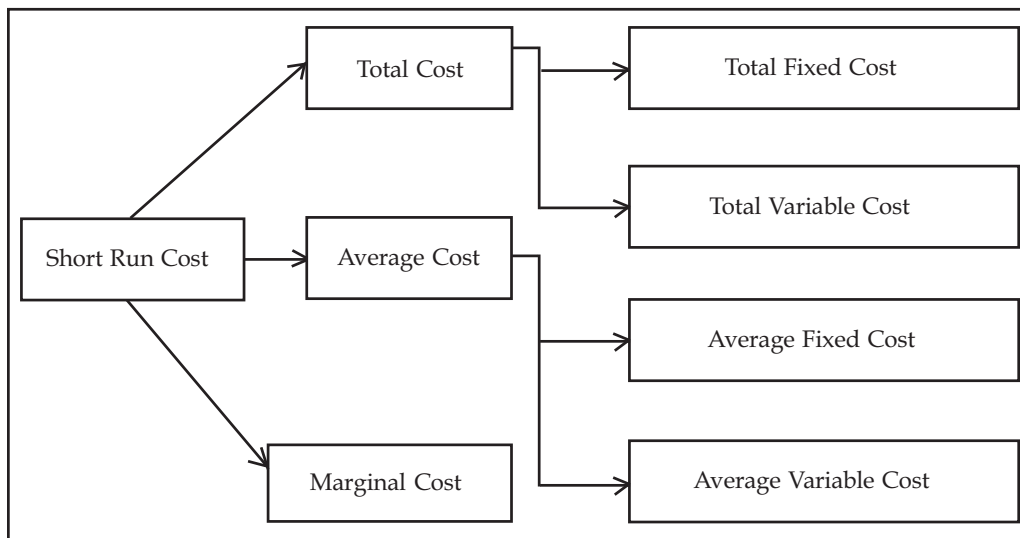 Total Cost
Total Fixed Cost
Total Variable Cost
Short Run Cost
Average Cost
Average Fixed Cost
Marginal Cost
Average Variable Cost